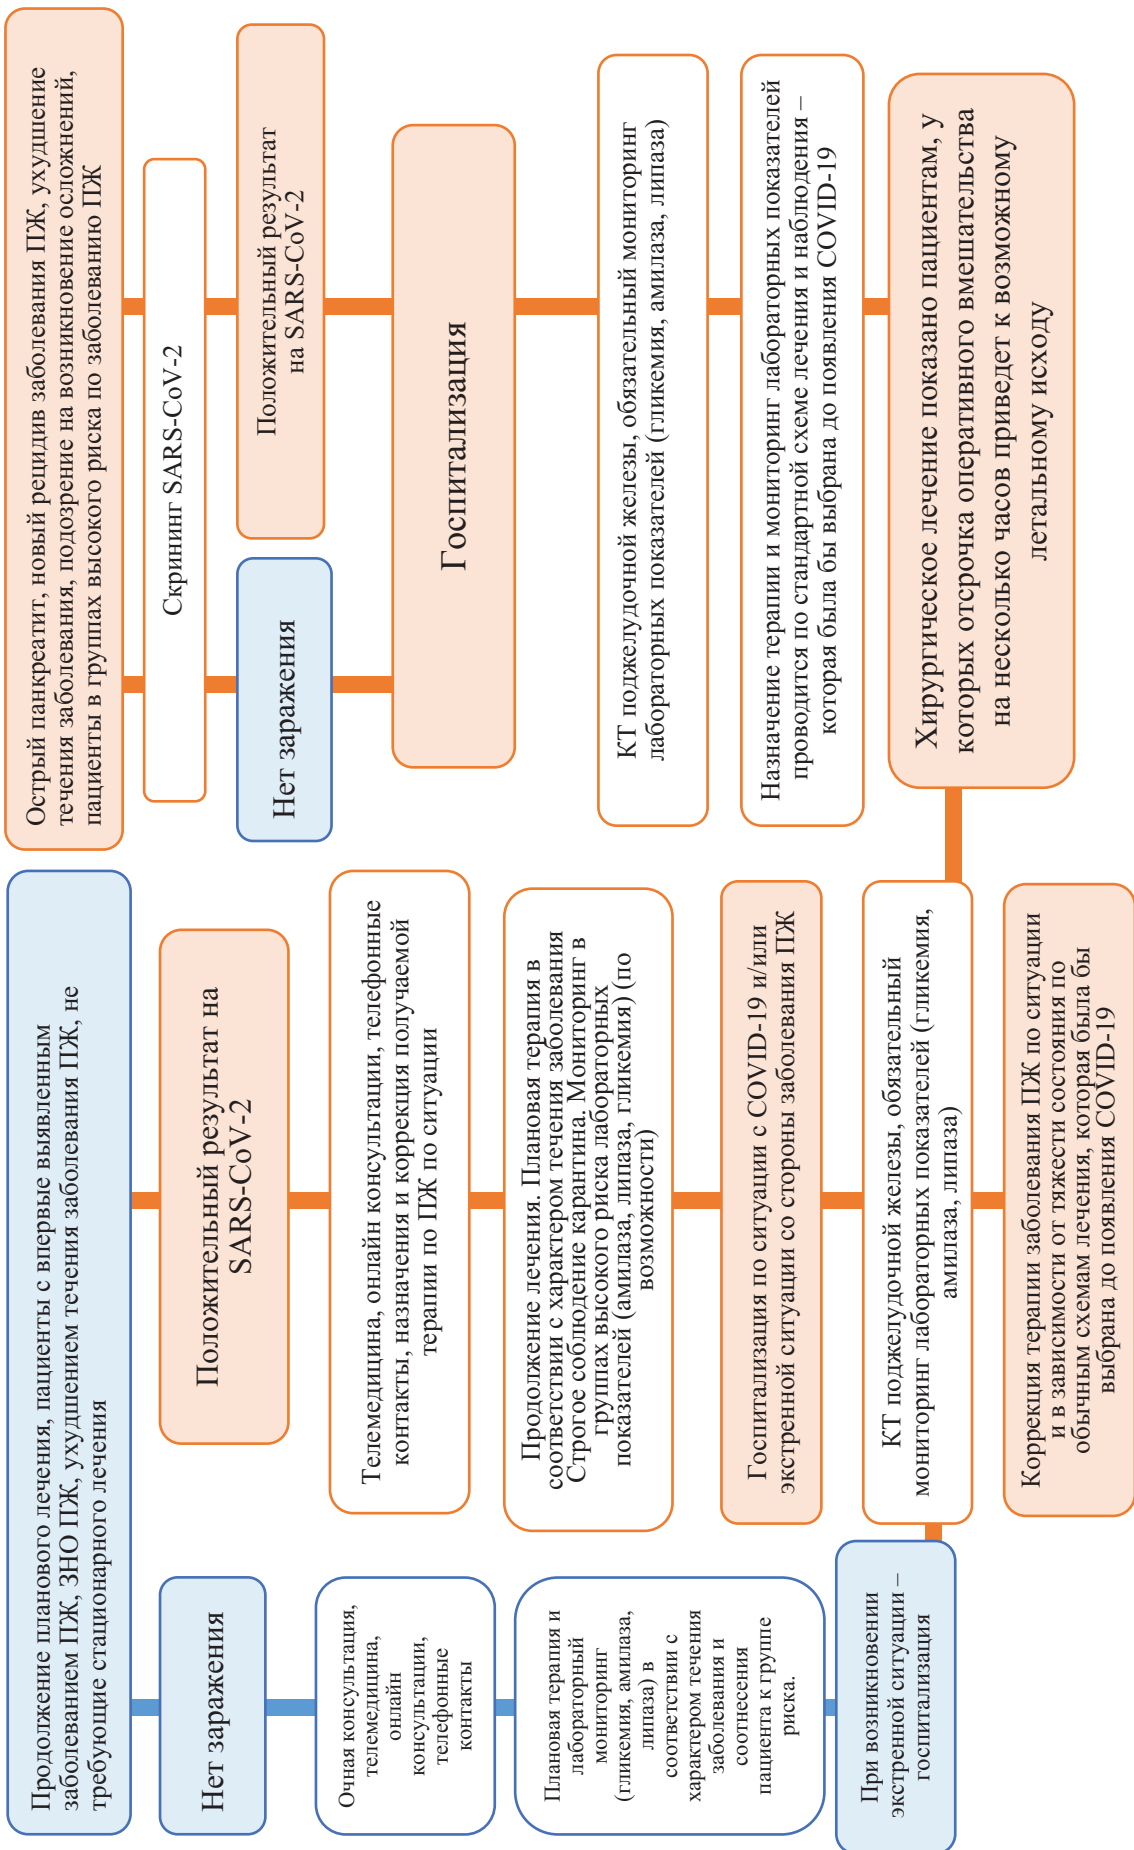 Продолжение планового лечения, пациенты с впервые выявленным
заболеванием ПЖ, ЗНО ПЖ, ухудшением течения заболевания ПЖ, не
требующие стационарного лечения
Нет заражения
Очная консультация,
телемедицина,
онлайн
консультации,
телефонные
контакты
Плановая терапия и
лабораторный
мониторинг
(гликемия, амилаза,
липаза) в
соответствии с
характером течения
заболевания и
соотнесения
пациента к группе
риска.
При возникновении
экстренной ситуации –
госпитализация
Положительный результат на
SARS-CoV-2
Телемедицина, онлайн консультации, телефонные
контакты, назначения и коррекция получаемой
терапии по ПЖ по ситуации
Продолжение лечения. Плановая терапия в
соответствии с характером течения заболевания
Строгое соблюдение карантина. Мониторинг в
группах высокого риска лабораторных
показателей (амилаза, липаза, гликемия) (по
возможности)
Госпитализация по ситуации с COVID-19 и/или
экстренной ситуации со стороны заболевания ПЖ
КТ поджелудочной железы, обязательный
мониторинг лабораторных показателей (гликемия,
амилаза, липаза)
Коррекция терапии заболевания ПЖ по ситуации
и в зависимости от тяжести состояния по
обычным схемам лечения, которая была бы
выбрана до появления COVID-19
Острый панкреатит, новый рецидив заболевания ПЖ, ухудшение
течения заболевания, подозрение на возникновение осложнений,
пациенты в группах высокого риска по заболеванию ПЖ
Скрининг SARS-CoV-2
Нет заражения
Положительный результат
на SARS-CoV-2
Госпитализация
КТ поджелудочной железы, обязательный мониторинг
лабораторных показателей (гликемия, амилаза, липаза)
Назначение терапии и мониторинг лабораторных показателей
проводится по стандартной схеме лечения и наблюдения –
которая была бы выбрана до появления COVID-19
Хирургическое лечение показано пациентам, у
которых отсрочка оперативного вмешательства
на несколько часов приведет к возможному
летальному исходу